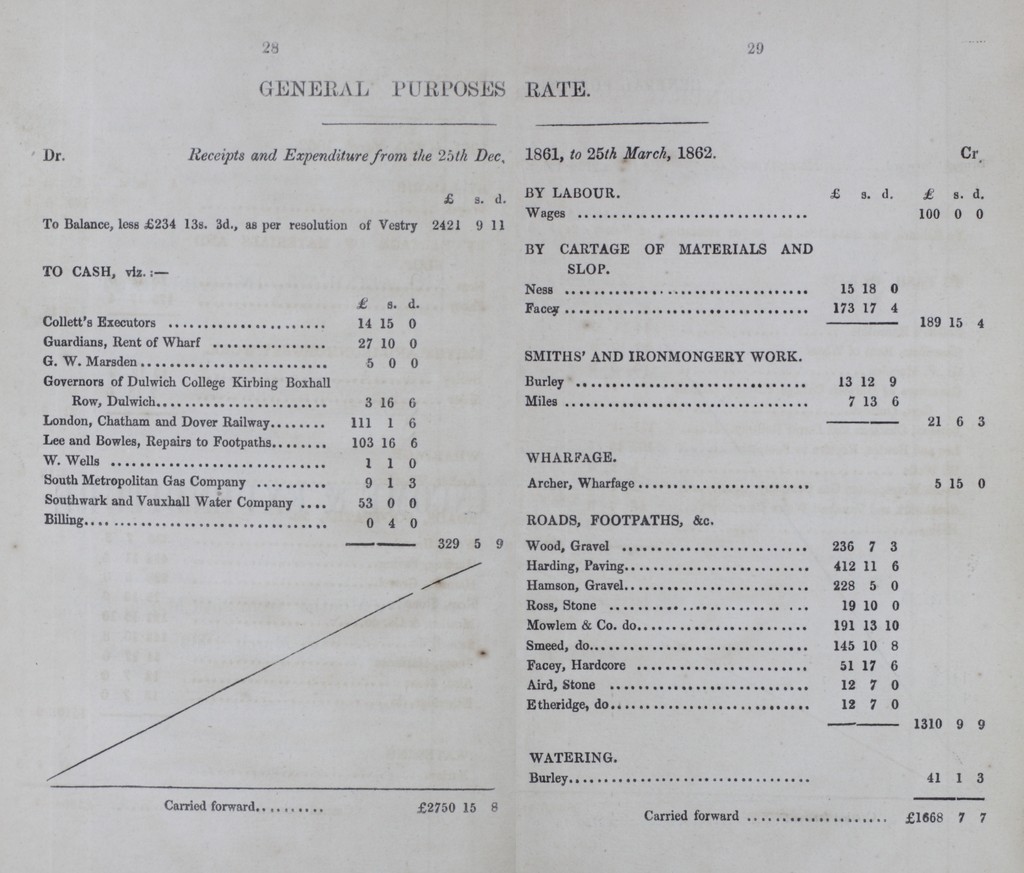 28
29
GENERAL PURPOSES RATE.
Dr. Receipts and Expenditure from the 25th Dec, 1861, to 25th March, 1862. Cr.
£ s. d.
To Balance, less £234 13s. 3d., as per resolution of Vestry 2421 9 11
TO CASH, viz.:—
£ s. d.
Collett's Executors ...................... 14 15 0
Guardians, Rent of Wharf ................ 27 10 0
G. W. Marsden .......................... 5 0 0
Governors of Dulwich College Kirbing Boxhall
Row, Dulwich........................ 3 16 6
London, Chatham and Dover Railway........ 111 1 6
Lee and Bowles, Repairs to Footpaths........ 103 16 6
W. Wells .............................. 1 1 0
South Metropolitan Gas Company .......... 9 1 3
Southwark and Vauxhall Water Company .... 53 0 0
Billing.................................. 0 4 0
329 5 9
Carried forward.......... £2750 15 8
BY LABOUR. £ s. d. £ s. d.
Wages ................................ 100 0 0
BY CARTAGE OF MATERIALS AND
SLOP.
Ness .................................. 15 18 0
Facey.................................. 173 17 4
189 15 4
SMITHS' AND IRONMONGERY WORK.
Burley ................................ 13 12 9
Miles .................................. 7 13 6
21 6 3
WHARFAGE.
Archer, Wharfage........................ 5 15 0
ROADS, FOOTPATHS, &c.
Wood, Gravel .......................... 236 7 3
Harding, Paving.......................... 412 11 6
Hamson, Gravel.......................... 228 5 0
Ross, Stone ............................ 19 10 0
Mowlem & Co. do........................ 191 13 10
Smeed, do............................... 145 10 8
Facey, Hardcore ........................ 51 17 6
Aird, Stone ............................ 12 7 0
Etheridge, do............................ 12 7 0
1310 9 9
WATERING.
Burley.................................. 41 1 3
Carried forward .................... £1668 7 7